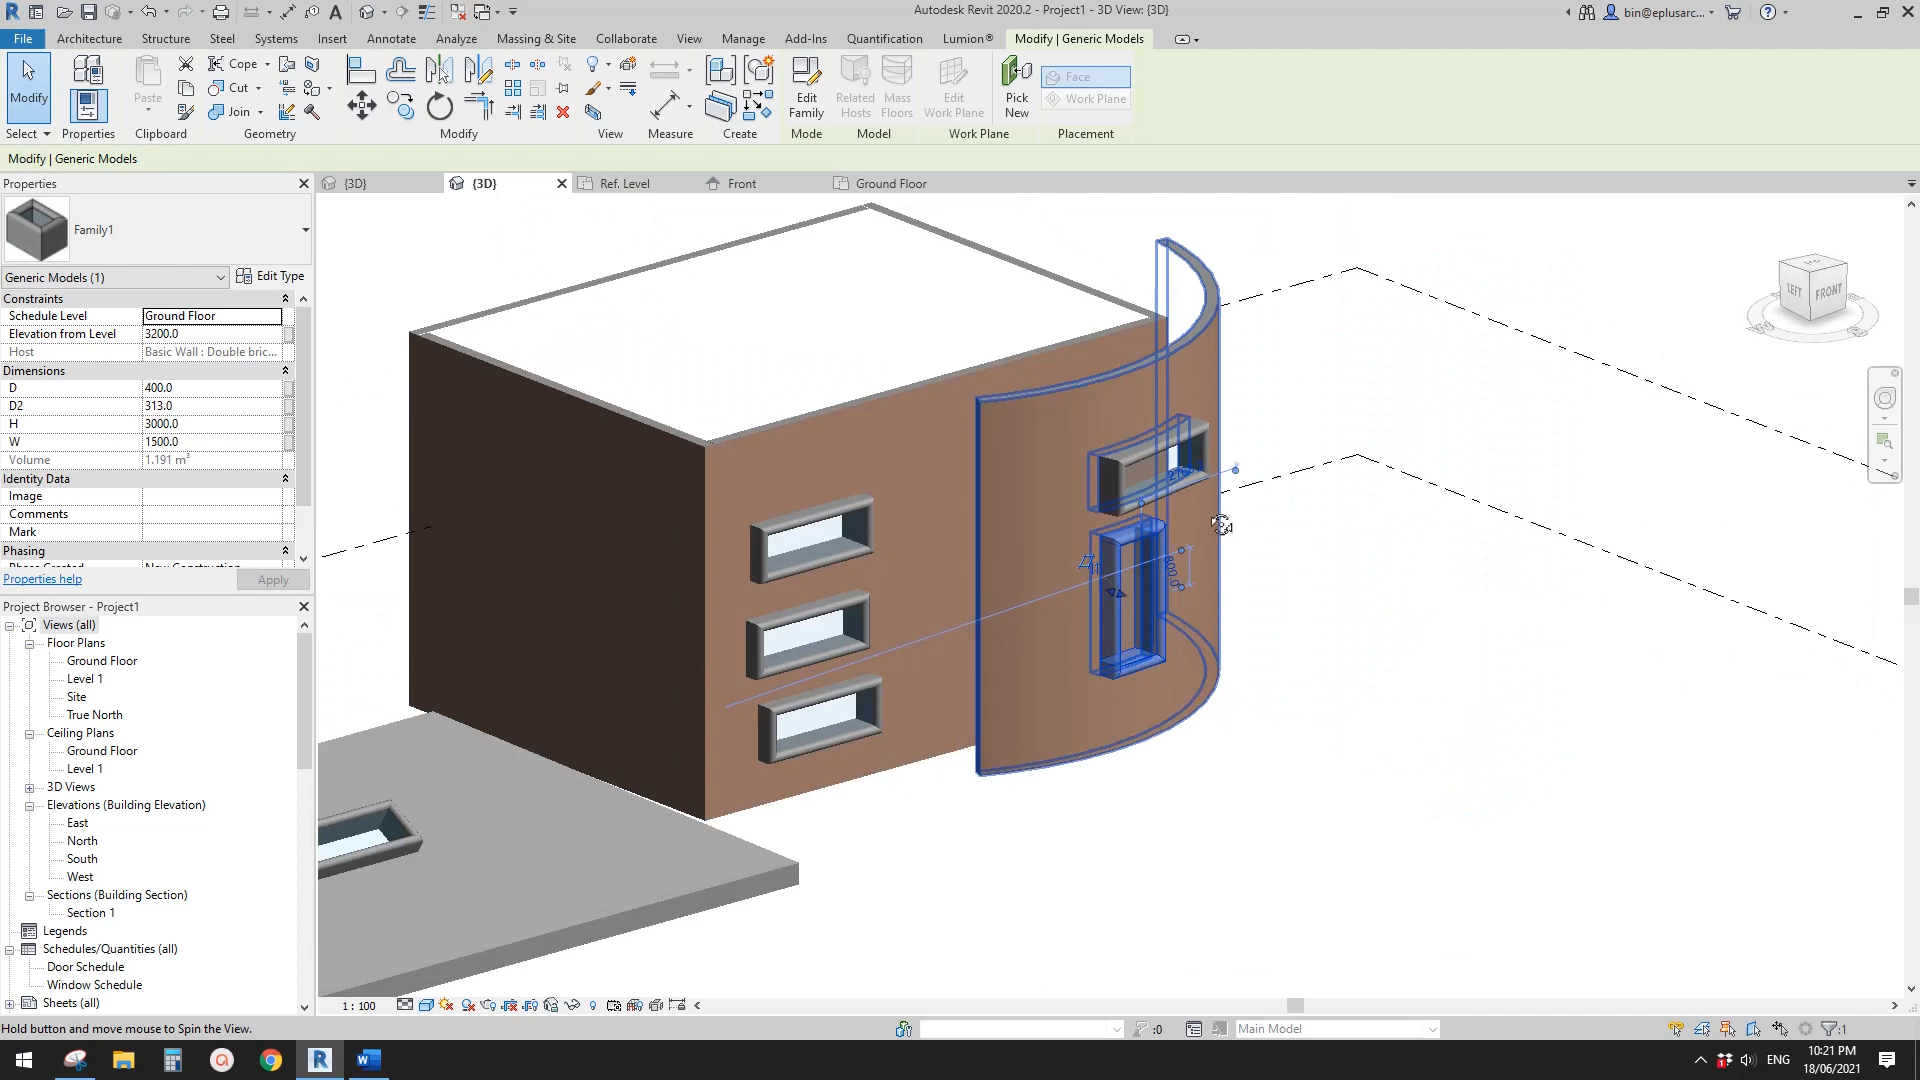 Autodesk Revit 2020.2 - Project1 - 3D View: {3D}
bin@eplusarc...
File
Architecture
Structure
Steel
Systems
Insert
Annotate
Analyze
Massing & Site
Collaborate
View
Manage
Add-Ins
Quantification
Lumion®
Modify | Generic Models
Modify
Paste
Cope
Cut
Join
Edit
Family
Related
Hosts
Mass
Floors
Edit
Work Plane
Pick
New
Face
Work Plane
Select
Properties
Clipboard
Geometry
Modify
View
Measure
Create
Mode
Model
Work Plane
Placement
Modify | Generic Models
Properties
{3D}
{3D}
Ref. Level
Front
Ground Floor
Family1
Generic Models (1)
Edit Type
Constraints
Schedule Level
Ground Floor
Elevation from Level
3200.0
Host
Basic Wall : Double bric...
Dimensions
D
400.0
D2
313.0
H
3000.0
W
1500.0
Volume
1.191 m³
Identity Data
Image
Comments
Mark
Phasing
Properties help
Apply
LEFT
FRONT
Project Browser - Project1
Views (all)
Floor Plans
Ground Floor
Level 1
Site
True North
Ceiling Plans
Ground Floor
Level 1
3D Views
Elevations (Building Elevation)
East
North
South
West
Sections (Building Section)
Section 1
Legends
Schedules/Quantities (all)
Door Schedule
Window Schedule
Sheets (all)
1 : 100
Hold button and move mouse to Spin the View.
:0
Main Model
:1
ENG
10:21 PM
18/06/2021